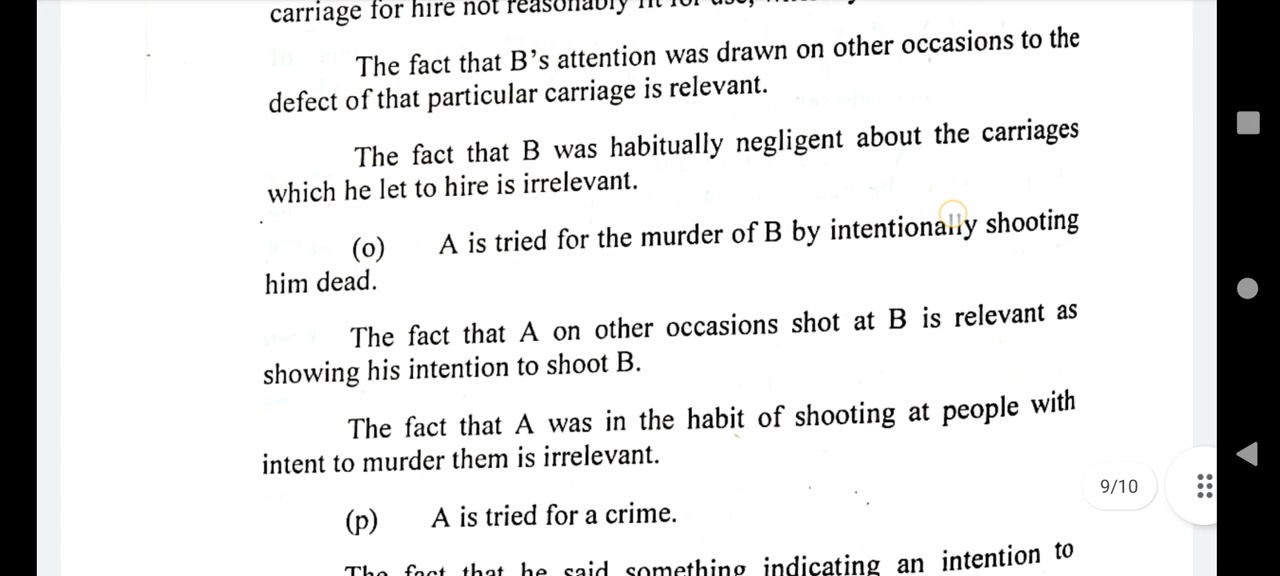 carriage for hire not reasonably fit for use,
The fact that B's attention was drawn on other occasions to the
defect of that particular carriage is relevant.
The fact that B was habitually negligent about the carriages
which he let to hire is irrelevant.
(o) A is tried for the murder of B by intentionally shooting
him dead.
The fact that A on other occasions shot at B is relevant as
showing his intention to shoot B.
The fact that A was in the habit of shooting at people with
intent to murder them is irrelevant.
9/10
(p) A is tried for a crime.
The fact that he said something indicating an intention to